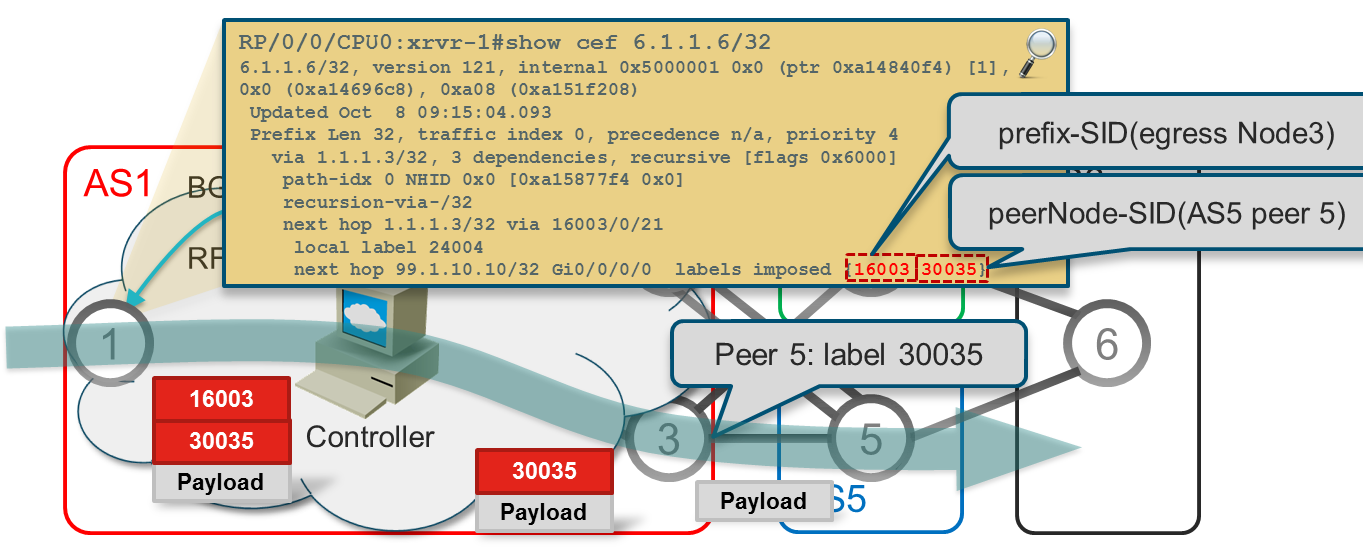 RP/0/0/CPU0:xrvr-1#show cef 6.1.1.6/32
6.1.1.6/32, version 121, internal 0x5000001 0x0 (ptr 0xa14840f4) [1],
0x0 (0xa14696c8), 0xa08 (0xa151f208)
Updated Oct  8 09:15:04.093
Prefix Len 32, traffic index 0, precedence n/a, priority 4
via 1.1.1.3/32, 3 dependencies, recursive [flags 0x6000]
path-idx 0 NHID 0x0 [0xa15877f4 0x0]
recursion-via-/32
next hop 1.1.1.3/32 via 16003/0/21
local label 24004
next hop 99.1.10.10/32 Gi0/0/0/0  labels imposed {16003 30035}
prefix-SID(egress Node3)
peerNode-SID(AS5 peer 5)
AS1
1
6
Peer 5: label 30035
16003
30035
Payload
Controller
3
5
30035
Payload
Payload
S5